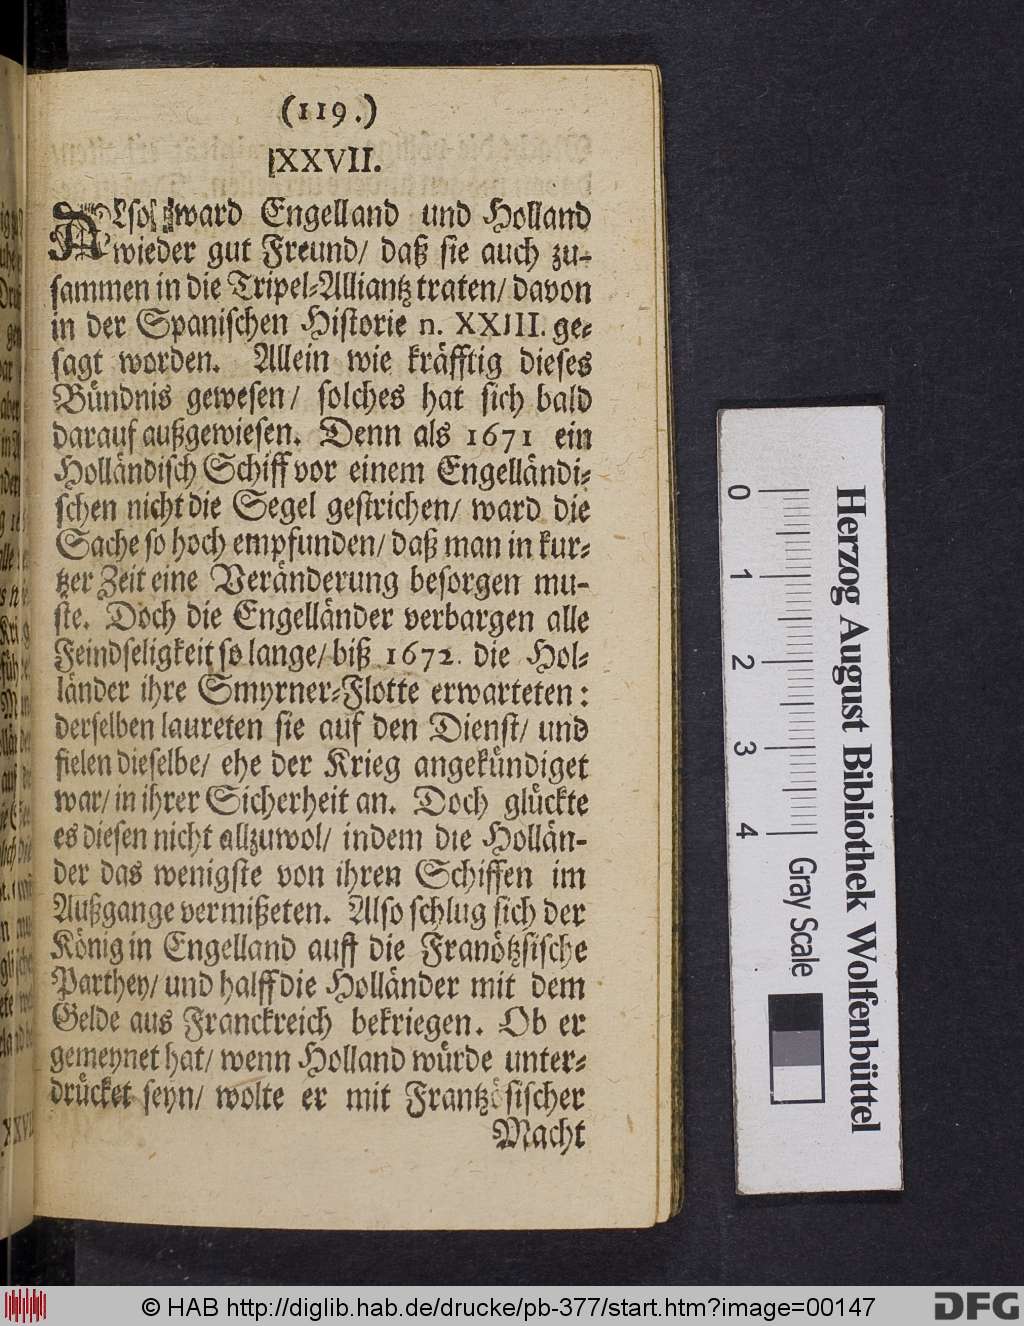 (119.)
XXVII.
ALso ward Engelland und Holland
wieder gut Freund/ daß sie auch zu-
sammen in die Tripel-Alliantz traten/ davon
in der Spanischen Historie n. XXIII. ge-
sagt worden. Allein wie kräfftig dieses
Bündnis gewesen/ solches hat sich bald
darauf außgewiesen. Denn als 1671 ein
Holländisch Schiff vor einem Engelländi-
schen nicht die Segel gestrichen/ ward die
Sache so hoch empfunden/ daß man in kur-
tzer Zeit eine Veränderung besorgen mu-
ste. Doch die Engelländer verbargen alle
Feindseligkeit so lange/ biß 1672. die Hol-
länder ihre Smyrner-Flotte erwarteten:
derselben laureten sie auf den Dienst/ und
fielen dieselbe/ ehe der Krieg angekündiget
war/ in ihrer Sicherheit an. Doch glückte
es diesen nicht allzuwol/ indem die Hollän-
der das wenigste von ihren Schiffen im
Außgange vermißeten. Also schlug sich der
König in Engelland auff die Franötzsische
Parthey/ und halff die Holländer mit dem
Gelde aus Franckreich bekriegen. Ob er
gemeynet hat/ wenn Holland würde unter-
drücket seyn/ wolte er mit Frantzösischer
Macht
0 1 2 3 4
Gray Scale
Herzog August Bibliothek Wolfenbüttel
© HAB http://diglib.hab.de/drucke/pb-377/start.htm?image=00147
DFG